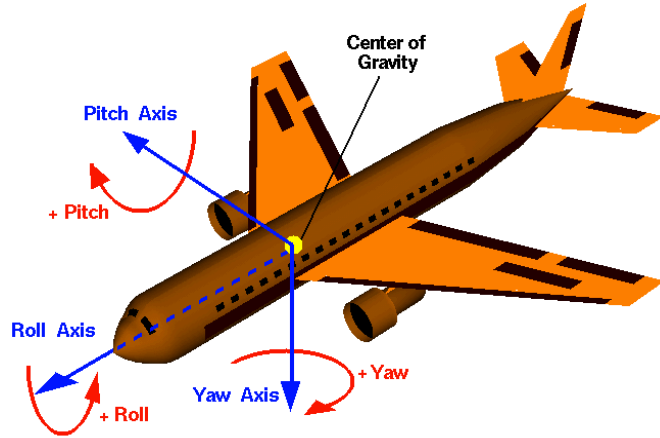 Center of
Gravity
Pitch Axis
+ Pitch
Roll Axis
+ Roll
Yaw Axis
+ Yaw